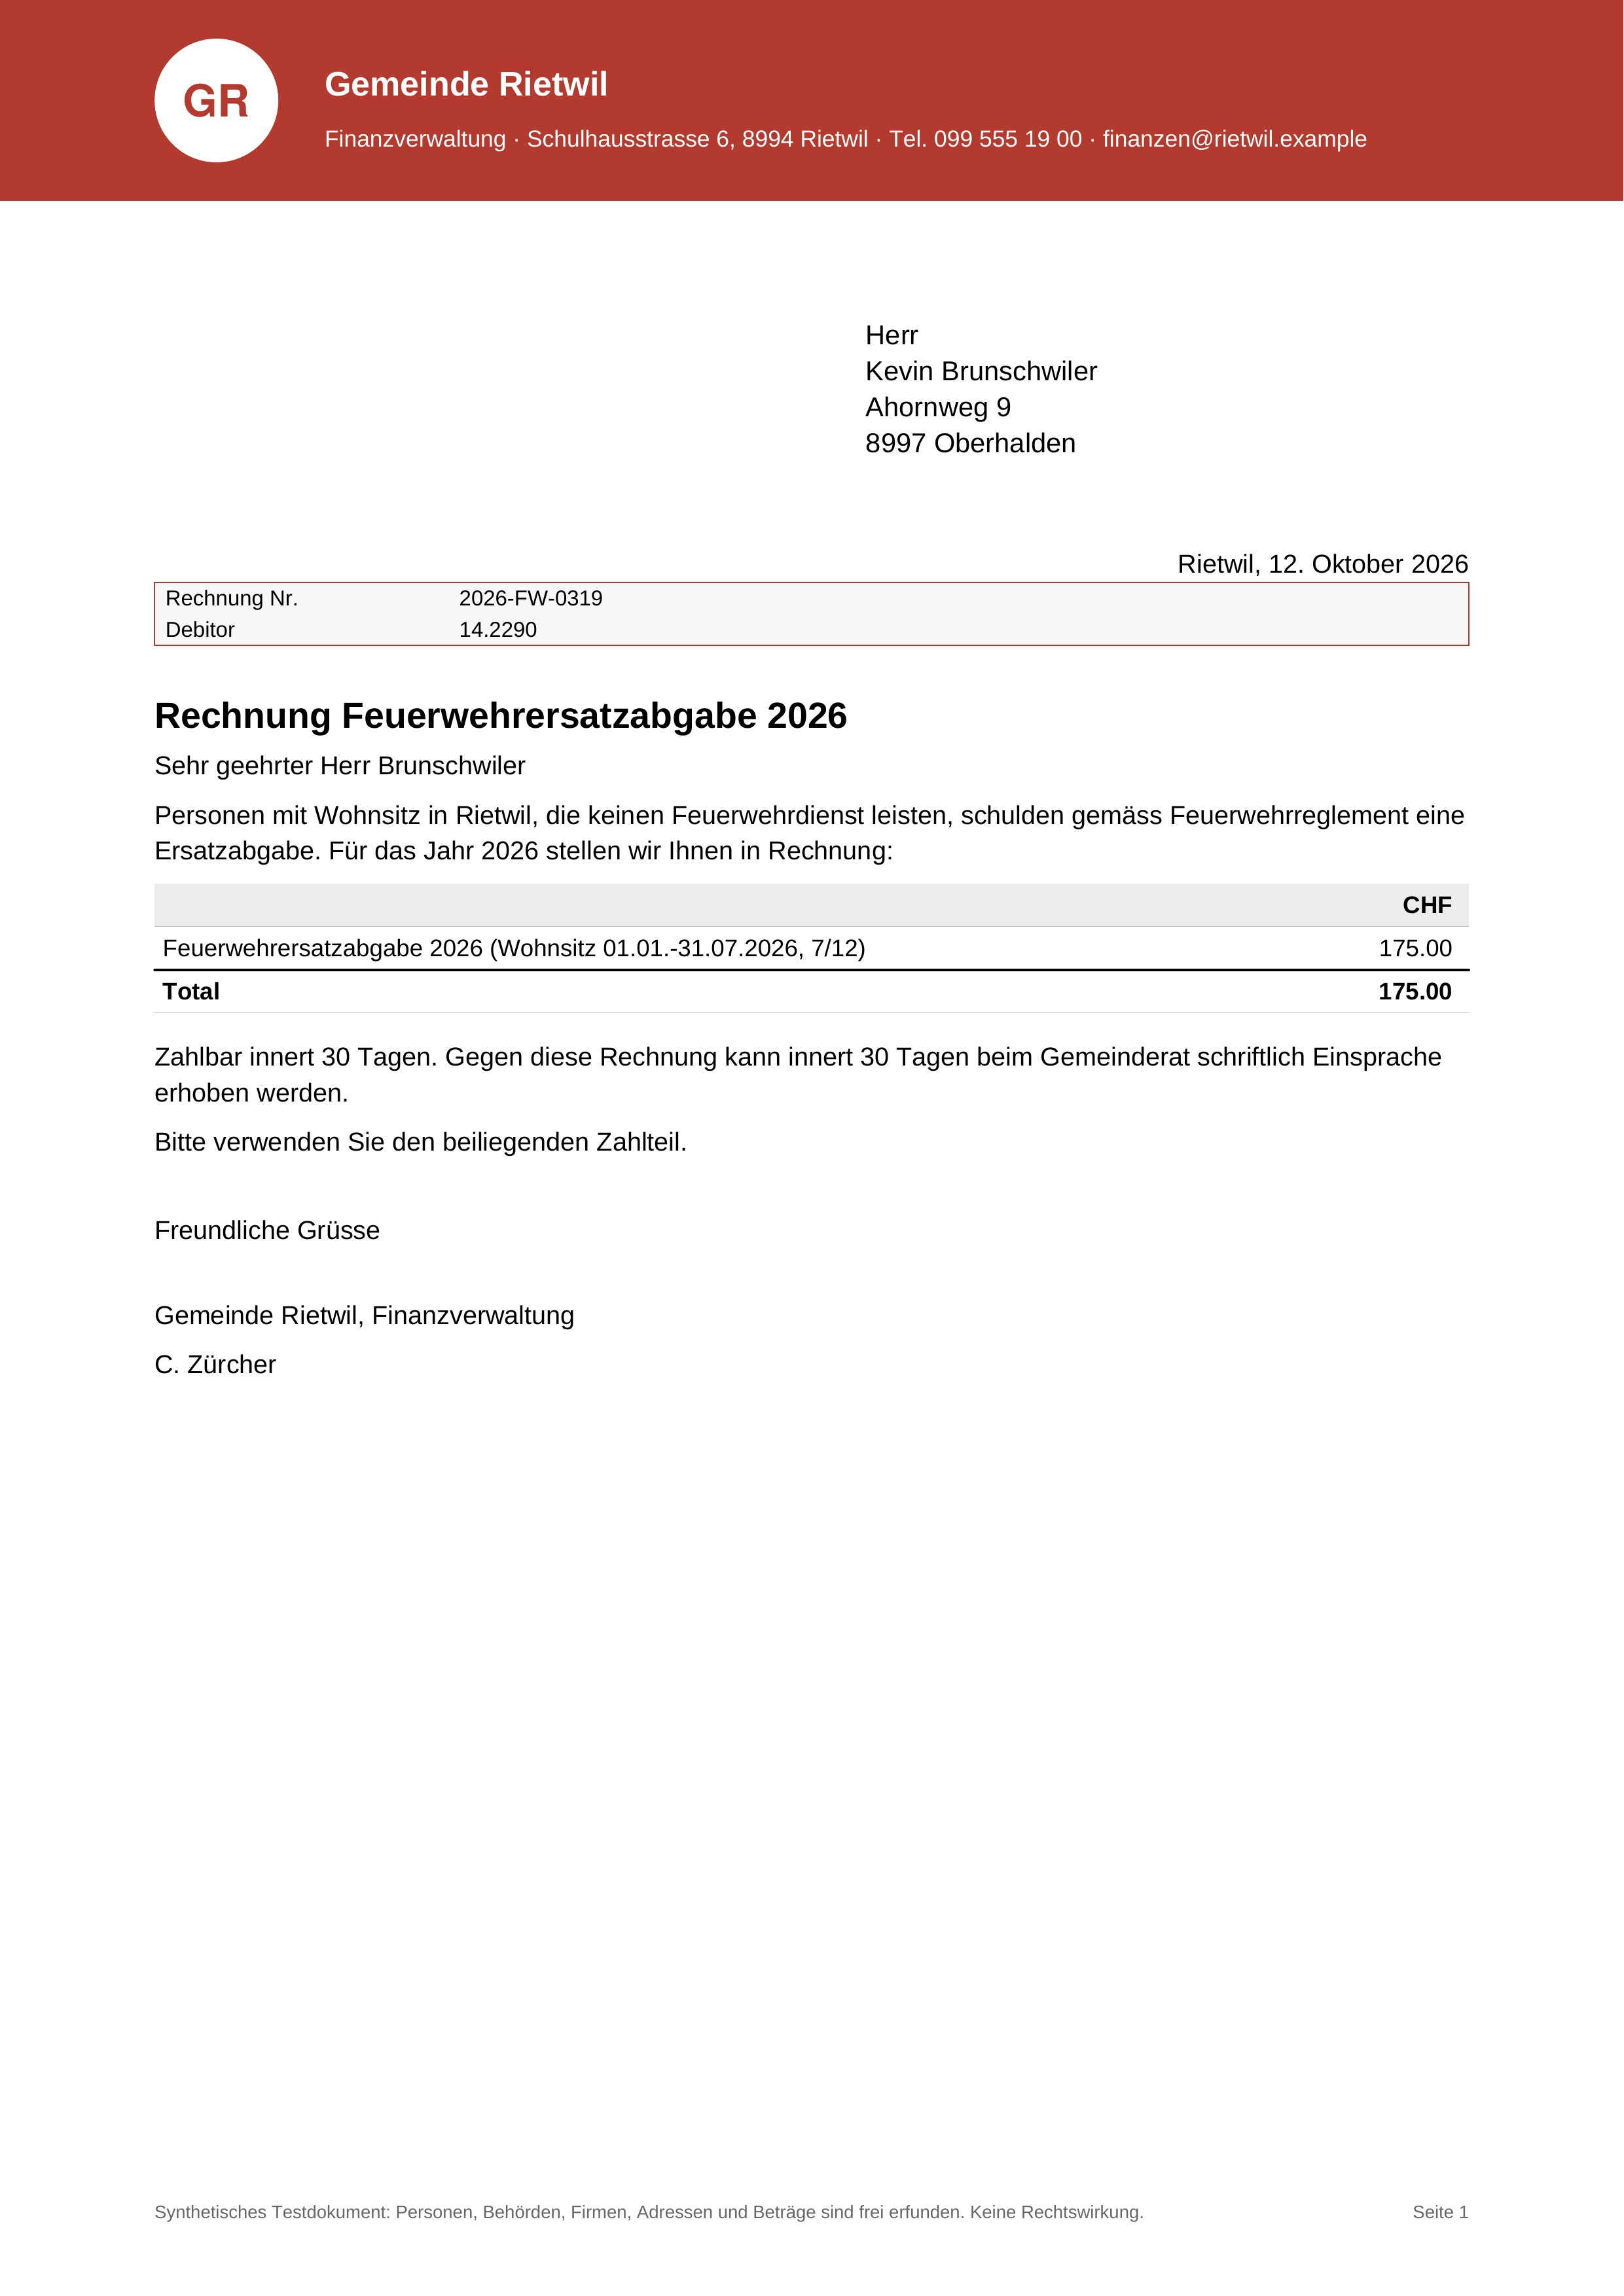 GR
Gemeinde Rietwil
Finanzverwaltung · Schulhausstrasse 6, 8994 Rietwil · Tel. 099 555 19 00 · finanzen@rietwil.example
Herr
Kevin Brunschwiler
Ahornweg 9
8997 Oberhalden
Rietwil, 12. Oktober 2026
Rechnung Nr. 2026-FW-0319
Debitor 14.2290
Rechnung Feuerwehrersatzabgabe 2026
Sehr geehrter Herr Brunschwiler
Personen mit Wohnsitz in Rietwil, die keinen Feuerwehrdienst leisten, schulden gemäss Feuerwehrreglement eine
Ersatzabgabe. Für das Jahr 2026 stellen wir Ihnen in Rechnung:
CHF
Feuerwehrersatzabgabe 2026 (Wohnsitz 01.01.-31.07.2026, 7/12) 175.00
Total 175.00
Zahlbar innert 30 Tagen. Gegen diese Rechnung kann innert 30 Tagen beim Gemeinderat schriftlich Einsprache
erhoben werden.
Bitte verwenden Sie den beiliegenden Zahlteil.
Freundliche Grüsse
Gemeinde Rietwil, Finanzverwaltung
C. Zürcher
Synthetisches Testdokument: Personen, Behörden, Firmen, Adressen und Beträge sind frei erfunden. Keine Rechtswirkung. Seite 1